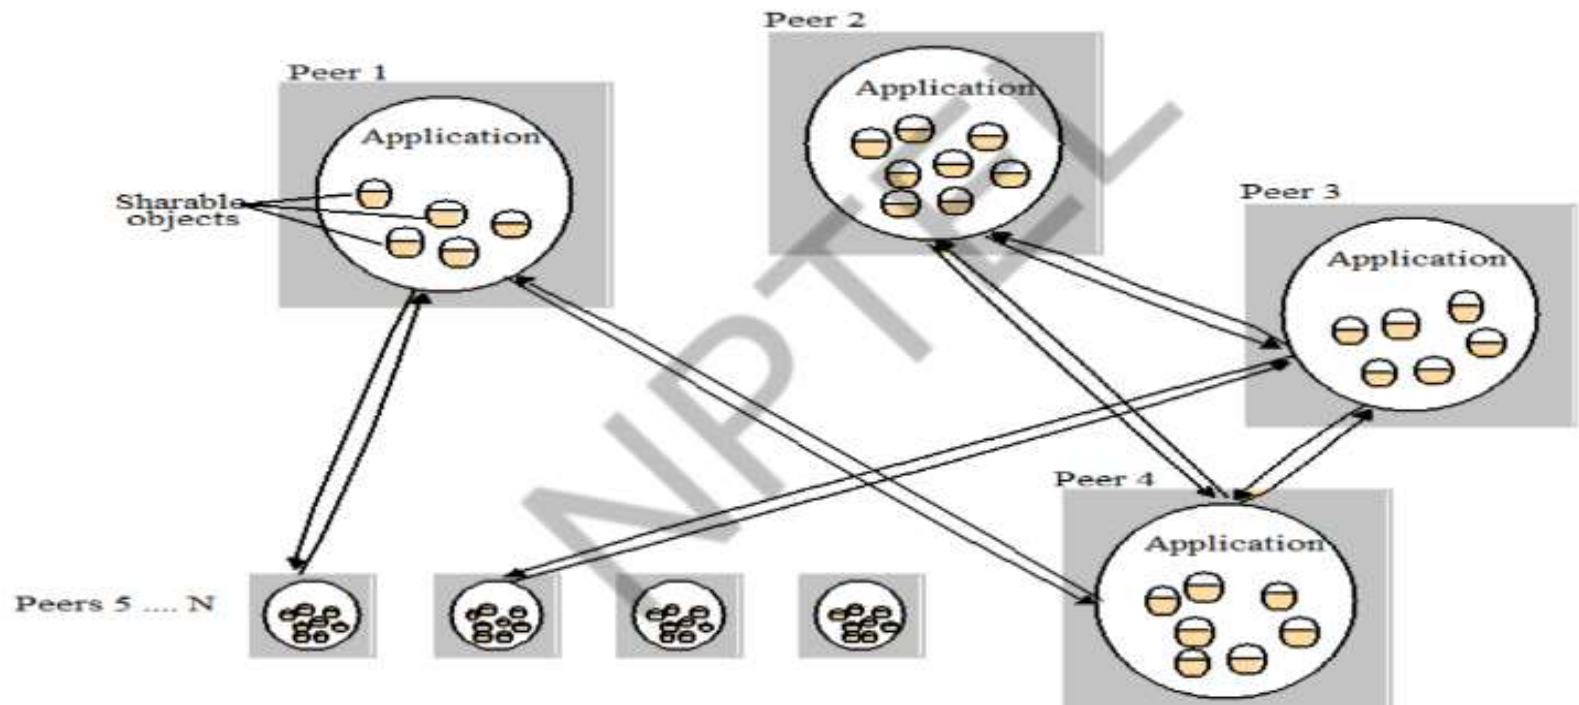 Peer 2
Application
Peer 1
Application
Sharable
objects
Peer 3
Application
Peer 4
Application
Peers 5 .... N
NPTEL